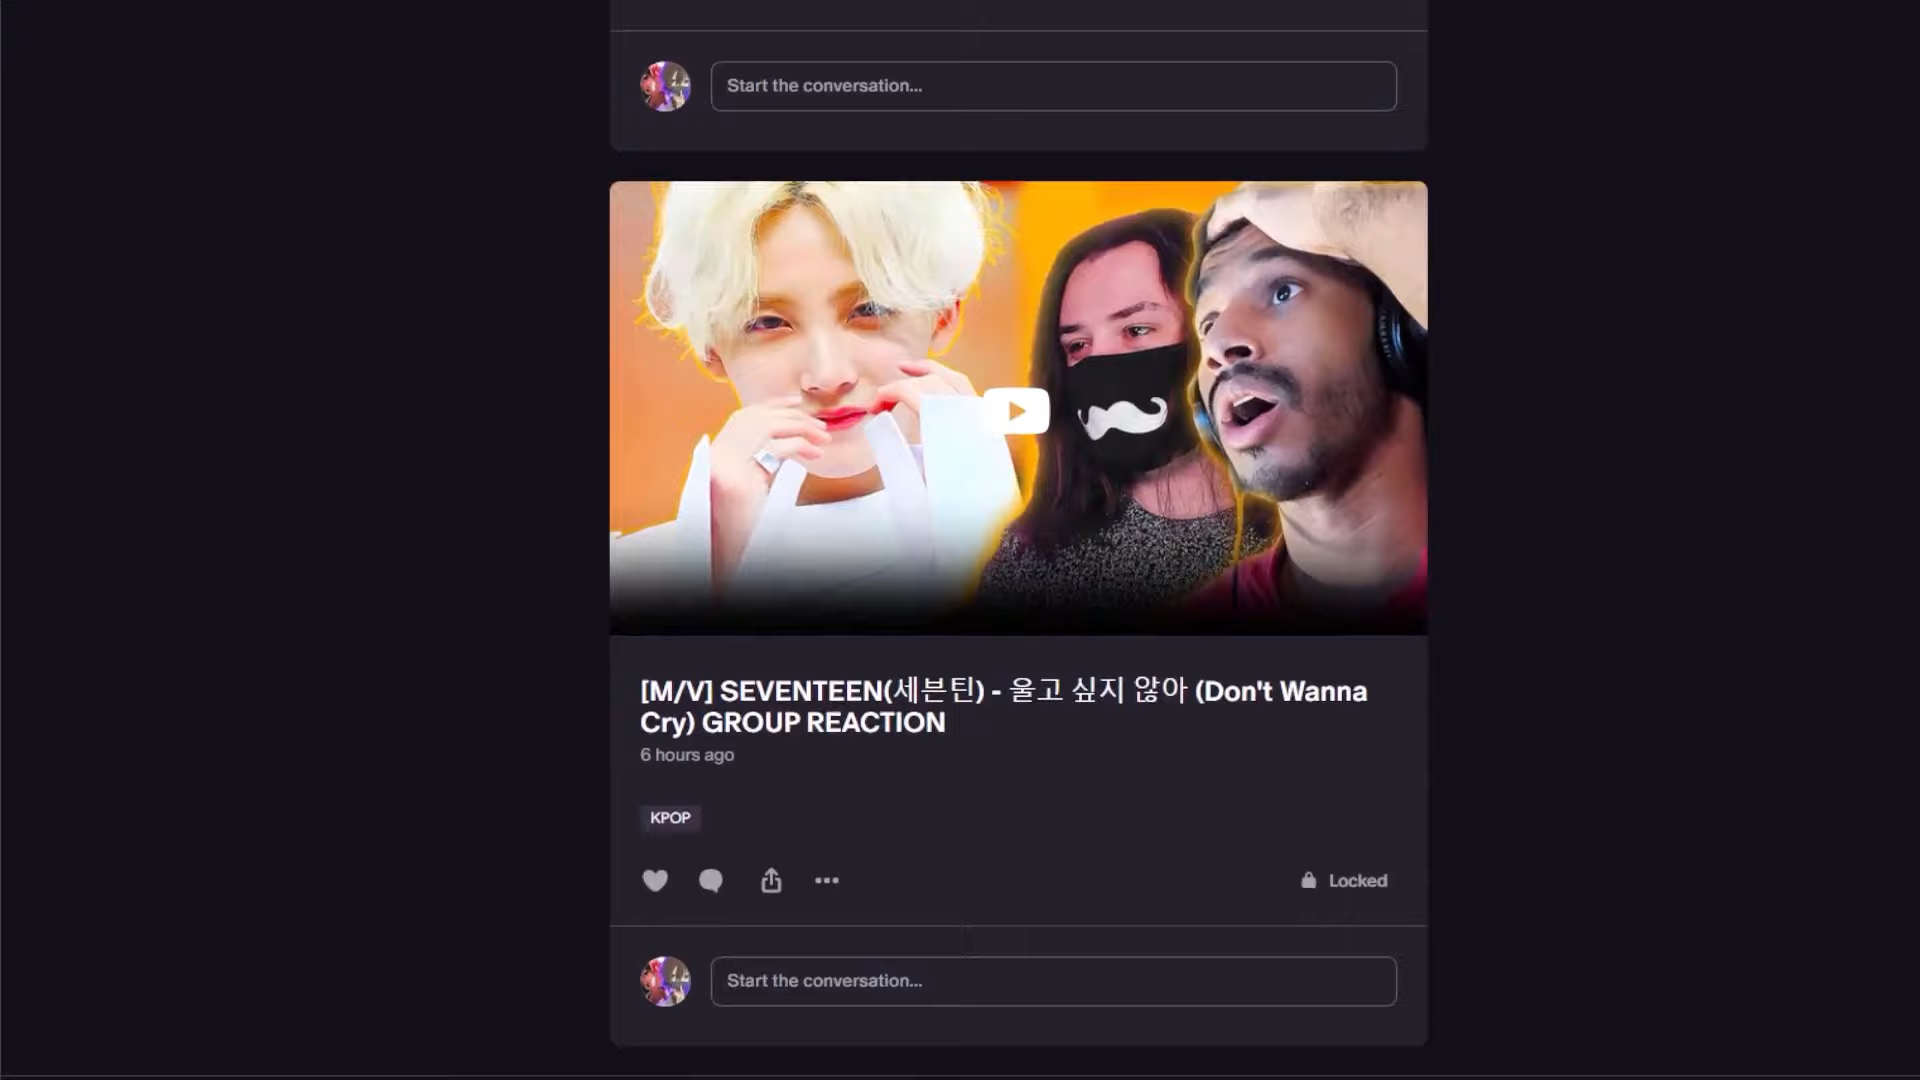 Start the conversation...
[M/V] SEVENTEEN(세븐틴) - 울고 싶지 않아 (Don't Wanna
Cry) GROUP REACTION
6 hours ago
KPOP
Locked
Start the conversation...